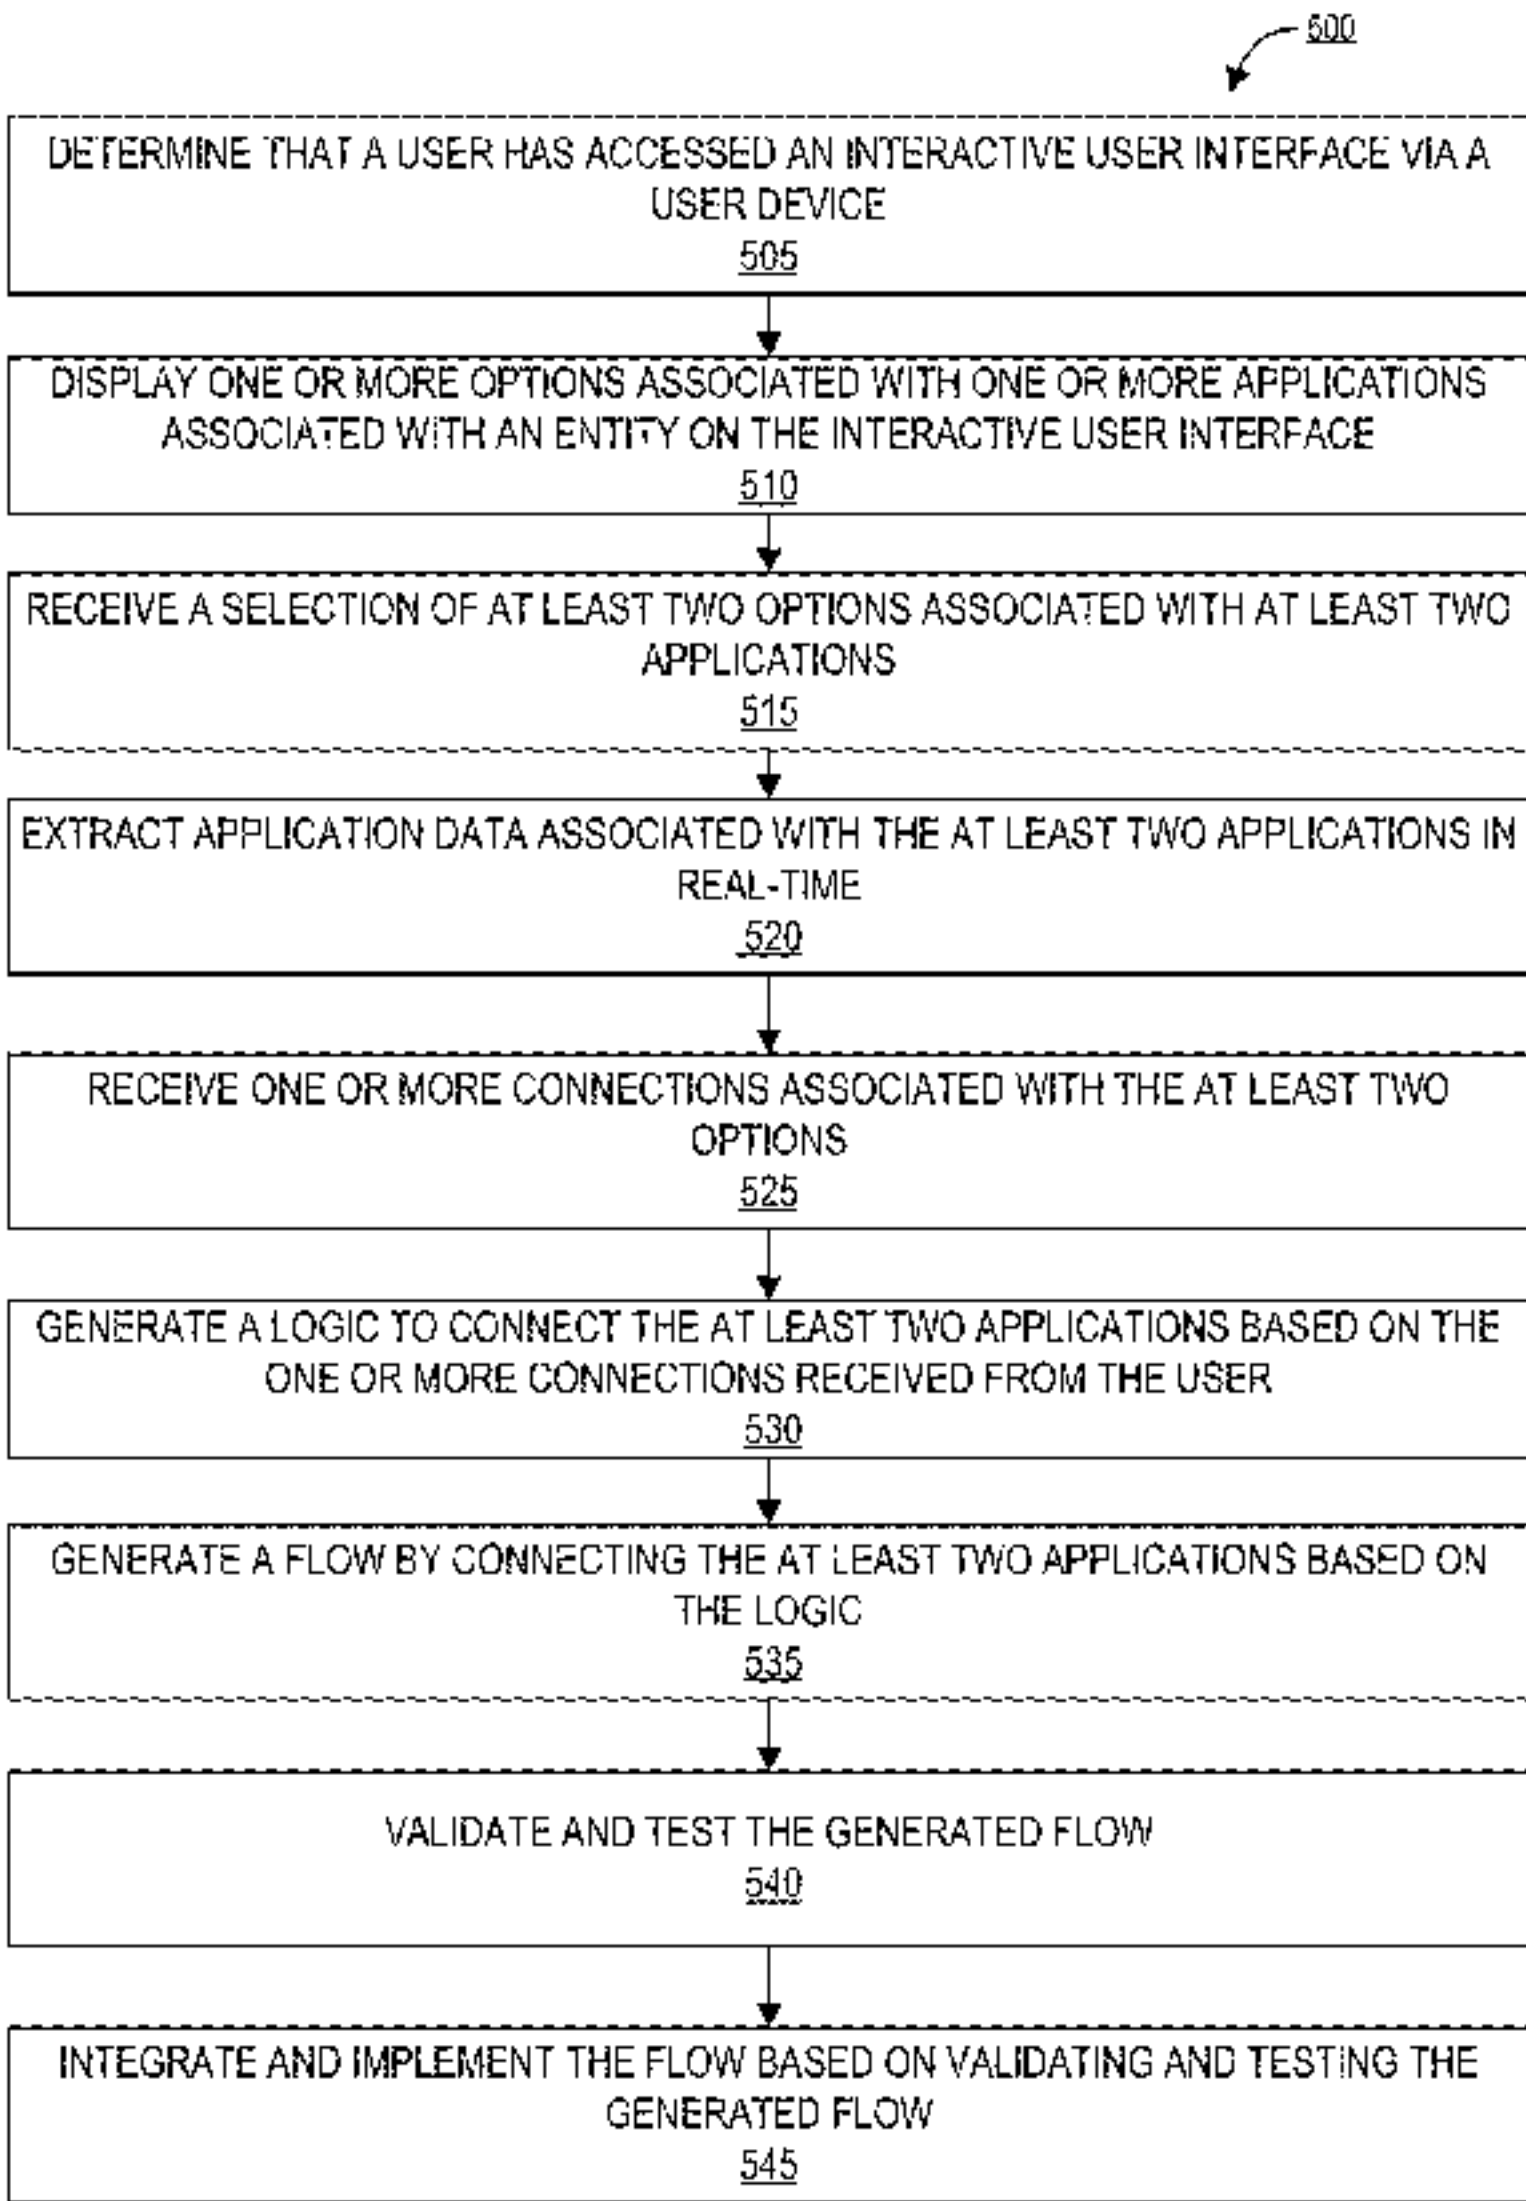 500
DETERMINE THAT A USER HAS ACCESSED AN INTERACTIVE USER INTERFACE VIA A
USER DEVICE
505
DISPLAY ONE OR MORE OPTIONS ASSOCIATED WITH ONE OR MORE APPLICATIONS
ASSOCIATED WITH AN ENTITY ON THE INTERACTIVE USER INTERFACE
510
RECEIVE A SELECTION OF AT LEAST TWO OPTIONS ASSOCIATED WITH AT LEAST TWO
APPLICATIONS
515
EXTRACT APPLICATION DATA ASSOCIATED WITH THE AT LEAST TWO APPLICATIONS IN
REAL-TIME
520
RECEIVE ONE OR MORE CONNECTIONS ASSOCIATED WITH THE AT LEAST TWO
OPTIONS
525
GENERATE A LOGIC TO CONNECT THE AT LEAST TWO APPLICATIONS BASED ON THE
ONE OR MORE CONNECTIONS RECEIVED FROM THE USER
530
GENERATE A FLOW BY CONNECTING THE AT LEAST TWO APPLICATIONS BASED ON
THE LOGIC
535
VALIDATE AND TEST THE GENERATED FLOW
540
INTEGRATE AND IMPLEMENT THE FLOW BASED ON VALIDATING AND TESTING THE
GENERATED FLOW
545